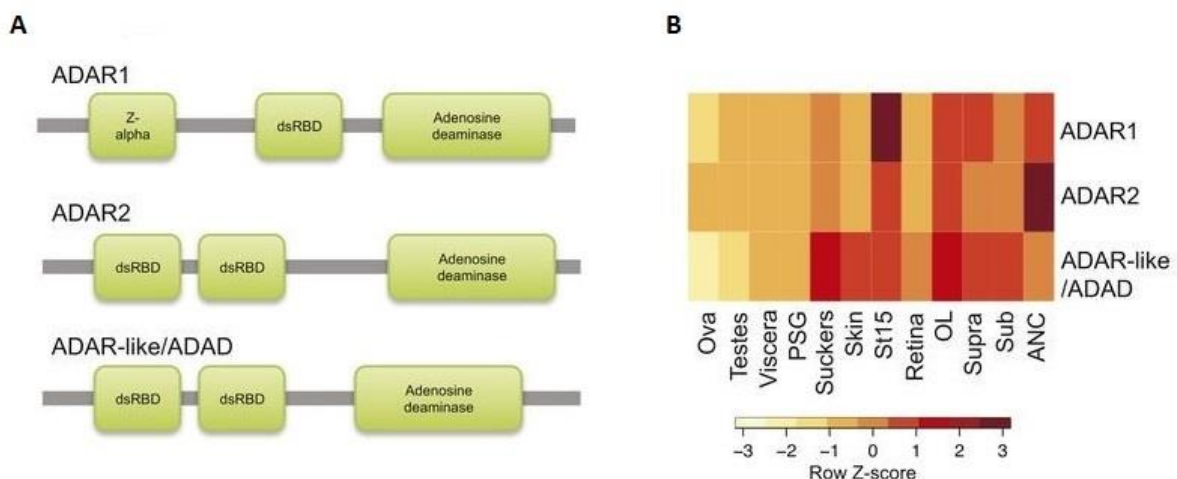 A
ADAR1
Z-
alpha
dsRBD
Adenosine
deaminase
ADAR2
dsRBD
dsRBD
Adenosine
deaminase
ADAR-like/ADAD
dsRBD
dsRBD
Adenosine
deaminase
B
ADAR1
ADAR2
ADAR-like
/ADAD
Ova
Testes
Viscera
PSG
Suckers
Skin
St15
Retina
OL
Supra
Sub
ANC
−3 −2 −1 0 1 2 3
Row Z-score